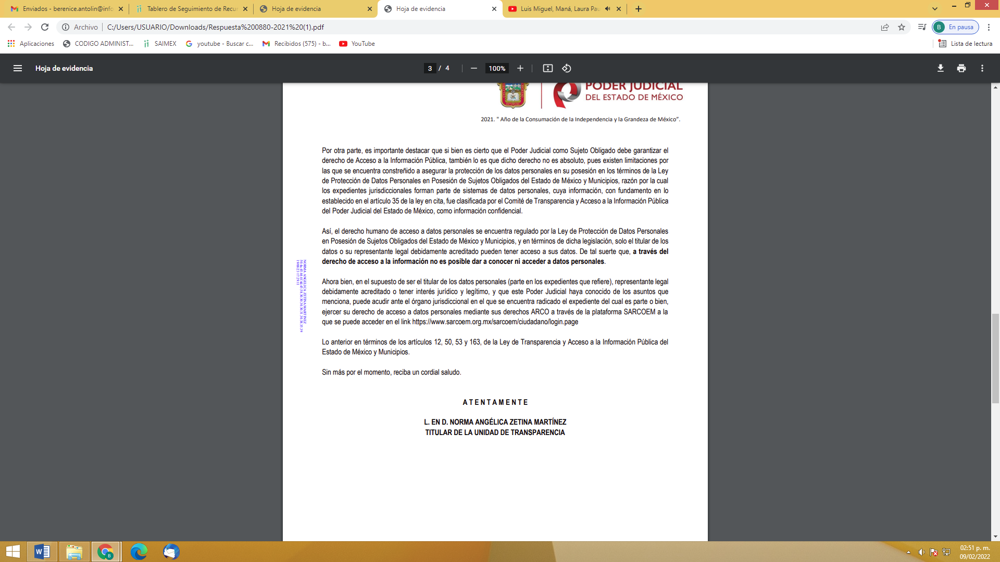 Enviados - berenice.antolin@info
Tablero de Seguimiento de Recur
Hoja de evidencia
Hoja de evidencia
Luis Miguel, Maná, Laura Pau
Archivo
C:/Users/USUARIO/Downloads/Respuesta%200880-2021%20(1).pdf
B En pausa
Aplicaciones
CODIGO ADMINIST...
SAIMEX
youtube - Buscar c...
Recibidos (575) - b...
YouTube
Lista de lectura
Hoja de evidencia
3 / 4
100%
PODER JUDICIAL
DEL ESTADO DE MÉXICO
2021. " Año de la Consumación de la Independencia y la Grandeza de México".
Por otra parte, es importante destacar que si bien es cierto que el Poder Judicial como Sujeto Obligado debe garantizar el
derecho de Acceso a la Información Pública, también lo es que dicho derecho no es absoluto, pues existen limitaciones por
las que se encuentra constreñido a asegurar la protección de los datos personales en su posesión en los términos de la Ley
de Protección de Datos Personales en Posesión de Sujetos Obligados del Estado de México y Municipios, razón por la cual
los expedientes jurisdiccionales forman parte de sistemas de datos personales, cuya información, con fundamento en lo
establecido en el artículo 35 de la ley en cita, fue clasificada por el Comité de Transparencia y Acceso a la Información Pública
del Poder Judicial del Estado de México, como información confidencial.
Así, el derecho humano de acceso a datos personales se encuentra regulado por la Ley de Protección de Datos Personales
en Posesión de Sujetos Obligados del Estado de México y Municipios, y en términos de dicha legislación, solo el titular de los
datos o su representante legal debidamente acreditado pueden tener acceso a sus datos. De tal suerte que, a través del
derecho de acceso a la información no es posible dar a conocer ni acceder a datos personales.
Ahora bien, en el supuesto de ser el titular de los datos personales (parte en los expedientes que refiere), representante legal
debidamente acreditado o tener interés jurídico y legítimo, y que este Poder Judicial haya conocido de los asuntos que
menciona, puede acudir ante el órgano jurisdiccional en el que se encuentra radicado el expediente del cual es parte o bien,
ejercer su derecho de acceso a datos personales mediante sus derechos ARCO a través de la plataforma SARCOEM a la
que se puede acceder en el link https://www.sarcoem.org.mx/sarcoem/ciudadano/login.page
Lo anterior en términos de los artículos 12, 50, 53 y 163, de la Ley de Transparencia y Acceso a la Información Pública del
Estado de México y Municipios.
Sin más por el momento, reciba un cordial saludo.
A T E N T A M E N T E
L. EN D. NORMA ANGÉLICA ZETINA MARTÍNEZ
TITULAR DE LA UNIDAD DE TRANSPARENCIA
NORMA ANGELICA ZETINA MARTINEZ
02:51 p. m.
09/02/2022